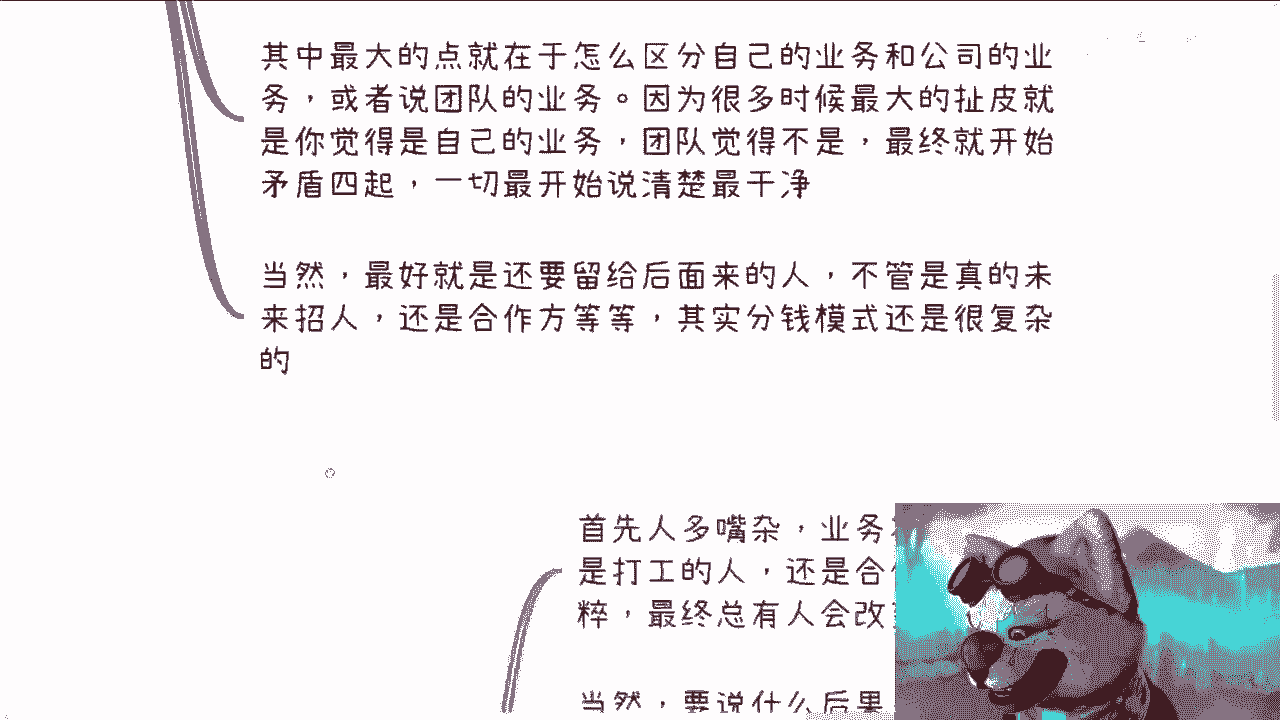 其中最大的点就在于怎么区分自己的业务和公司的业
务，或者说团队的业务。因为很多时候最大的扯皮就
是你觉得是自己的业务，团队觉得不是，最终就开始
矛盾四起，一切最开始说清楚最干净
当然，最好就是还要留给后面来的人，不管是真的未
来招人，还是合作方等等，其实分钱模式还是很复杂
的
首先人多嘴杂，业务
是打工的人，还是合
粹，最终总有人会改
当然，要说什么后果